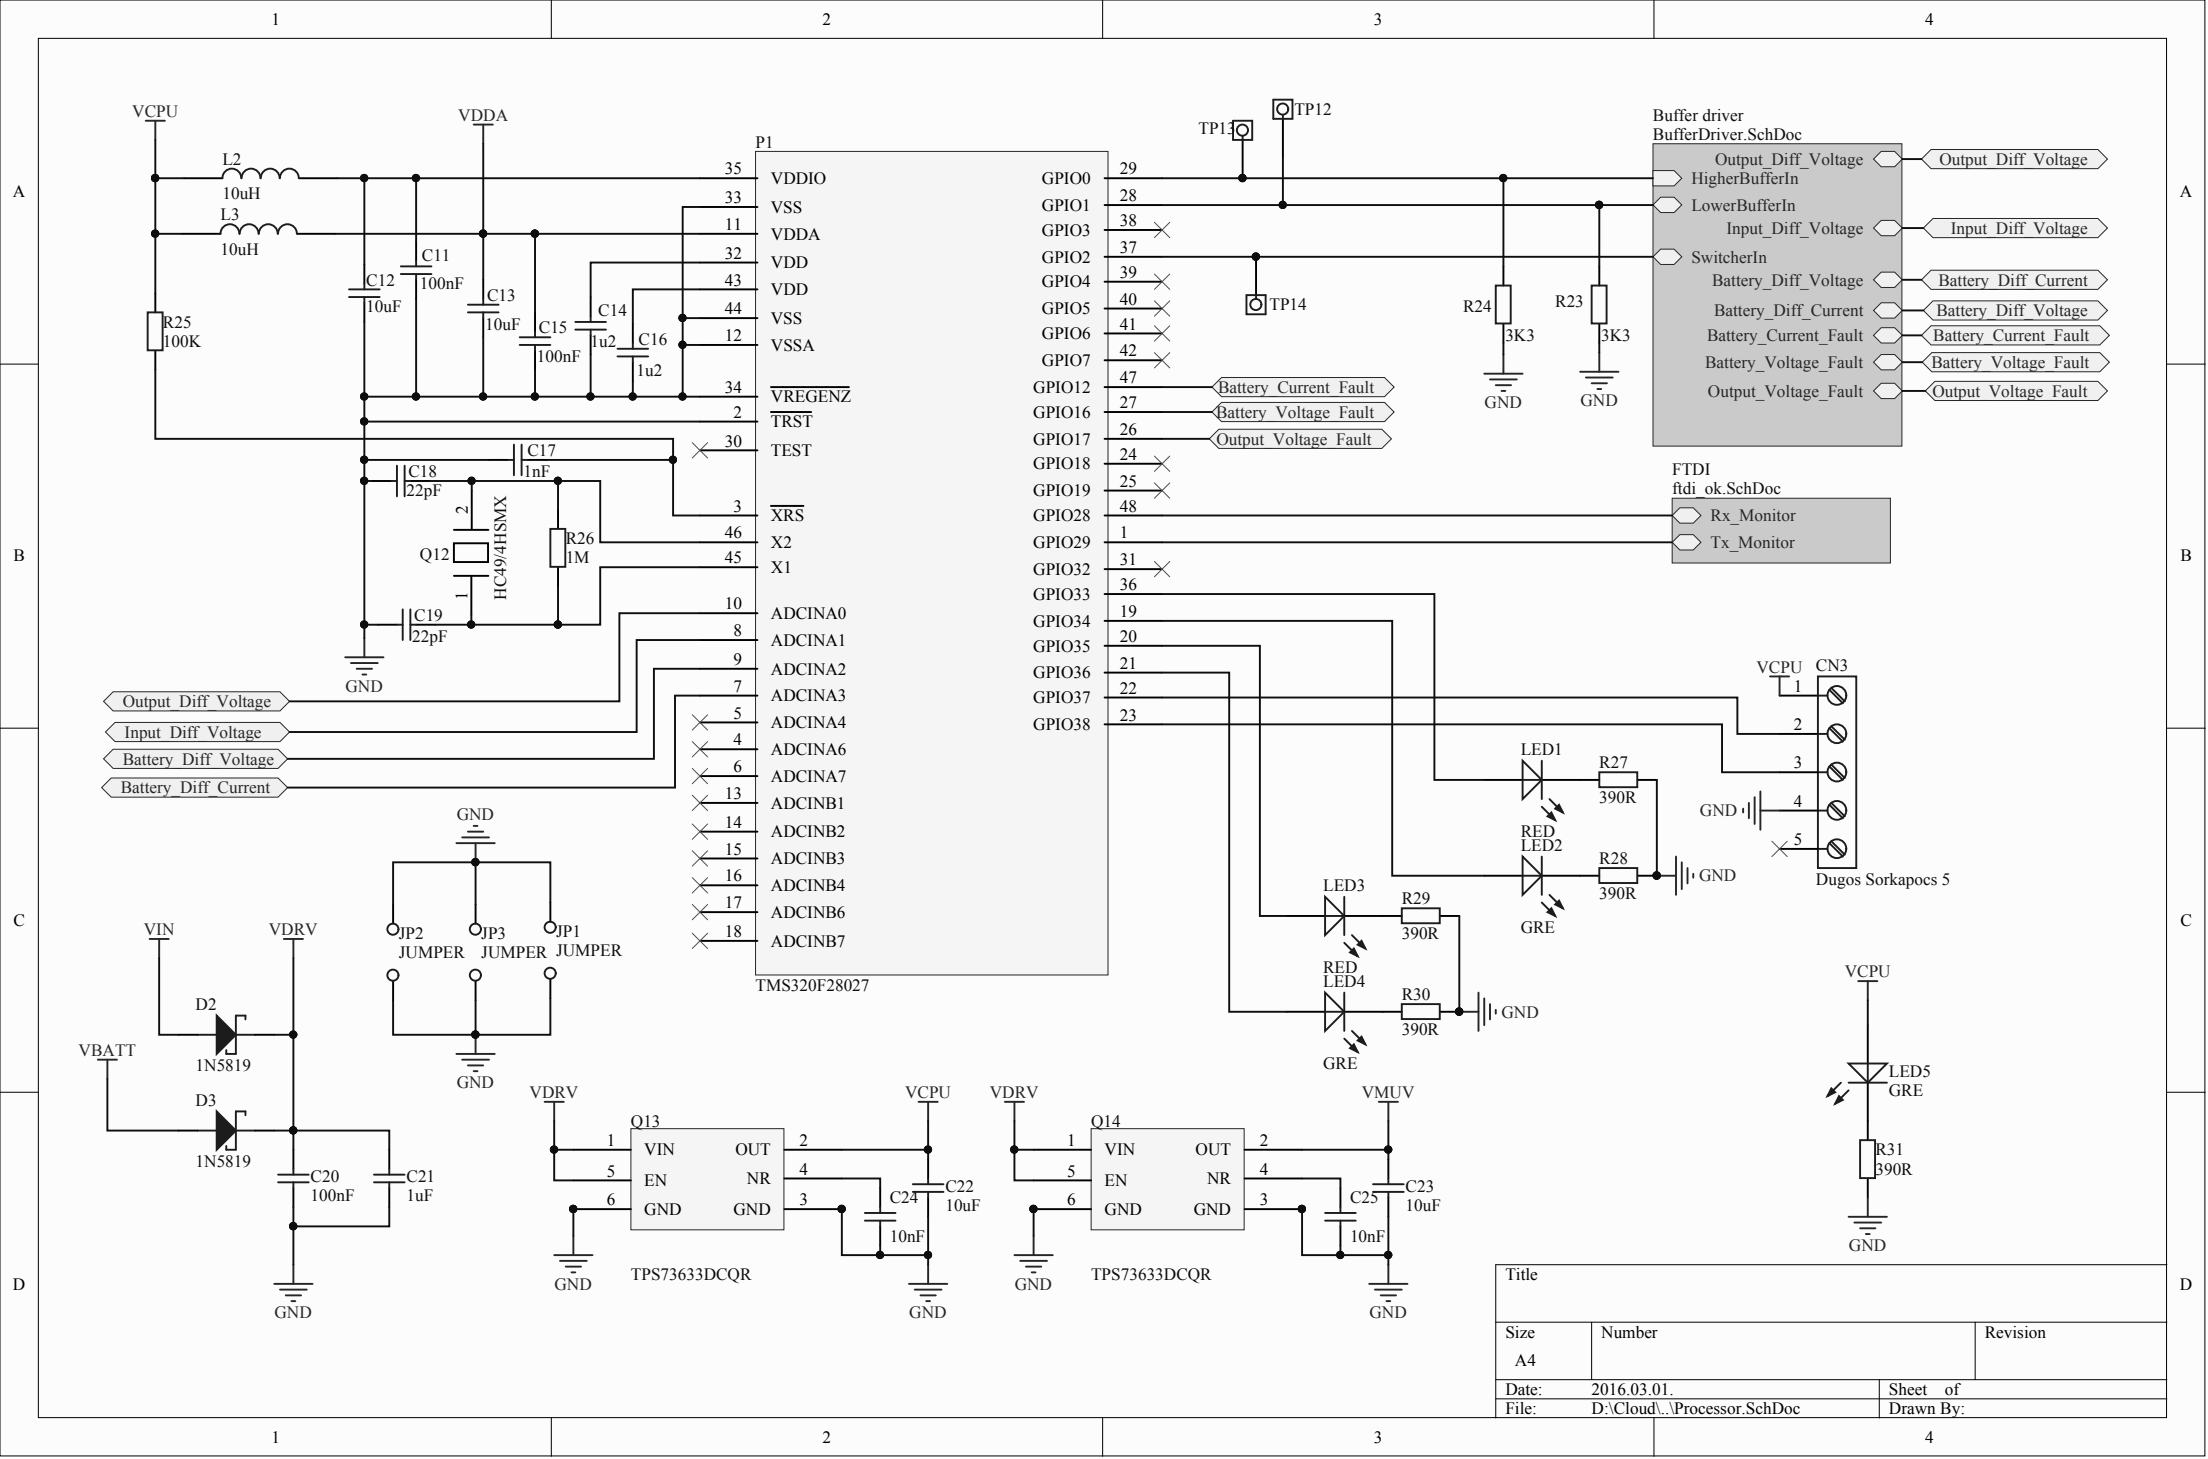 1 2 3 4
A
B
C
D
A
B
C
D
1 2 3 4
VCPU
VDDA
L2
10uH
L3
10uH
R25
100K
C12
10uF
C11
100nF
C13
10uF
C15
100nF
C14
1u2
C16
1u2
C17
1nF
C18
22pF
Q12
2
1
HC49/4HSMX
R26
1M
C19
22pF
GND
P1
35 VDDIO
33 VSS
11 VDDA
32 VDD
43 VDD
44 VSS
12 VSSA
34 VREGENZ
2 TRST
30 TEST
3 XRS
46 X2
45 X1
10 ADCINA0
8 ADCINA1
9 ADCINA2
7 ADCINA3
5 ADCINA4
4 ADCINA6
6 ADCINA7
13 ADCINB1
14 ADCINB2
15 ADCINB3
16 ADCINB4
17 ADCINB6
18 ADCINB7
TMS320F28027
GPIO0 29
GPIO1 28
GPIO3 38
GPIO2 37
GPIO4 39
GPIO5 40
GPIO6 41
GPIO7 42
GPIO12 47
GPIO16 27
GPIO17 26
GPIO18 24
GPIO19 25
GPIO28 48
GPIO29 1
GPIO32 31
GPIO33 36
GPIO34 19
GPIO35 20
GPIO36 21
GPIO37 22
GPIO38 23
Battery_Current_Fault
Battery_Voltage_Fault
Output_Voltage_Fault
Output_Diff_Voltage
Input_Diff_Voltage
Battery_Diff_Voltage
Battery_Diff_Current
TP13
TP12
TP14
R24
3K3
GND
R23
3K3
GND
Buffer driver
BufferDriver.SchDoc
Output_Diff_Voltage
HigherBufferIn
LowerBufferIn
Input_Diff_Voltage
SwitcherIn
Battery_Diff_Voltage
Battery_Diff_Current
Battery_Current_Fault
Battery_Voltage_Fault
Output_Voltage_Fault
Output_Diff_Voltage
Input_Diff_Voltage
Battery_Diff_Current
Battery_Diff_Voltage
Battery_Current_Fault
Battery_Voltage_Fault
Output_Voltage_Fault
FTDI
ftdi_ok.SchDoc
Rx_Monitor
Tx_Monitor
VCPU CN3
1
2
3
GND 4
5
Dugos Sorkapocs 5
LED1
RED
R27
390R
LED2
GRE
R28
390R
GND
LED3
RED
R29
390R
LED4
GRE
R30
390R
GND
GND
JP2
JUMPER
JP3
JUMPER
JP1
JUMPER
GND
VIN
VDRV
D2
1N5819
VBATT
D3
1N5819
C20
100nF
C21
1uF
GND
VDRV
Q13
VCPU
1 VIN OUT 2
5 EN NR 4
6 GND GND 3
C24
10nF
C22
10uF
GND
TPS73633DCQR
GND
VDRV
Q14
VMUV
1 VIN OUT 2
5 EN NR 4
6 GND GND 3
C25
10nF
C23
10uF
GND
TPS73633DCQR
GND
VCPU
LED5
GRE
R31
390R
GND
Title
Size
A4
Number
Revision
Date: 2016.03.01.
Sheet of
File: D:\Cloud\..\Processor.SchDoc
Drawn By: